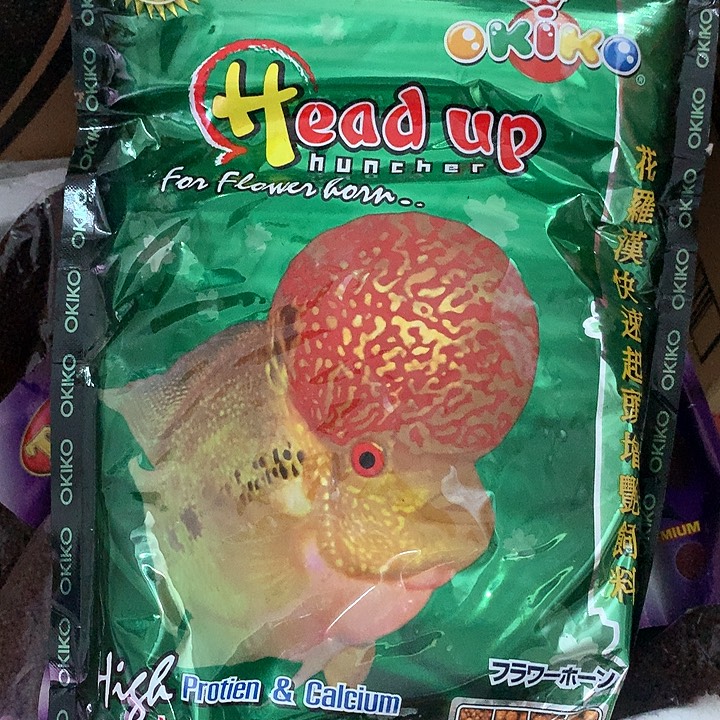 OKIKO
Head up
huncher
For Flower horn..
花羅漢快速起頭增艷飼料
フラワーホーン
High Protien & Calcium
OKIKO OKIKO OKIKO OKIKO OKIKO OKIKO OKIKO
OKIKO OKIKO OKIKO OKIKO OKIKO